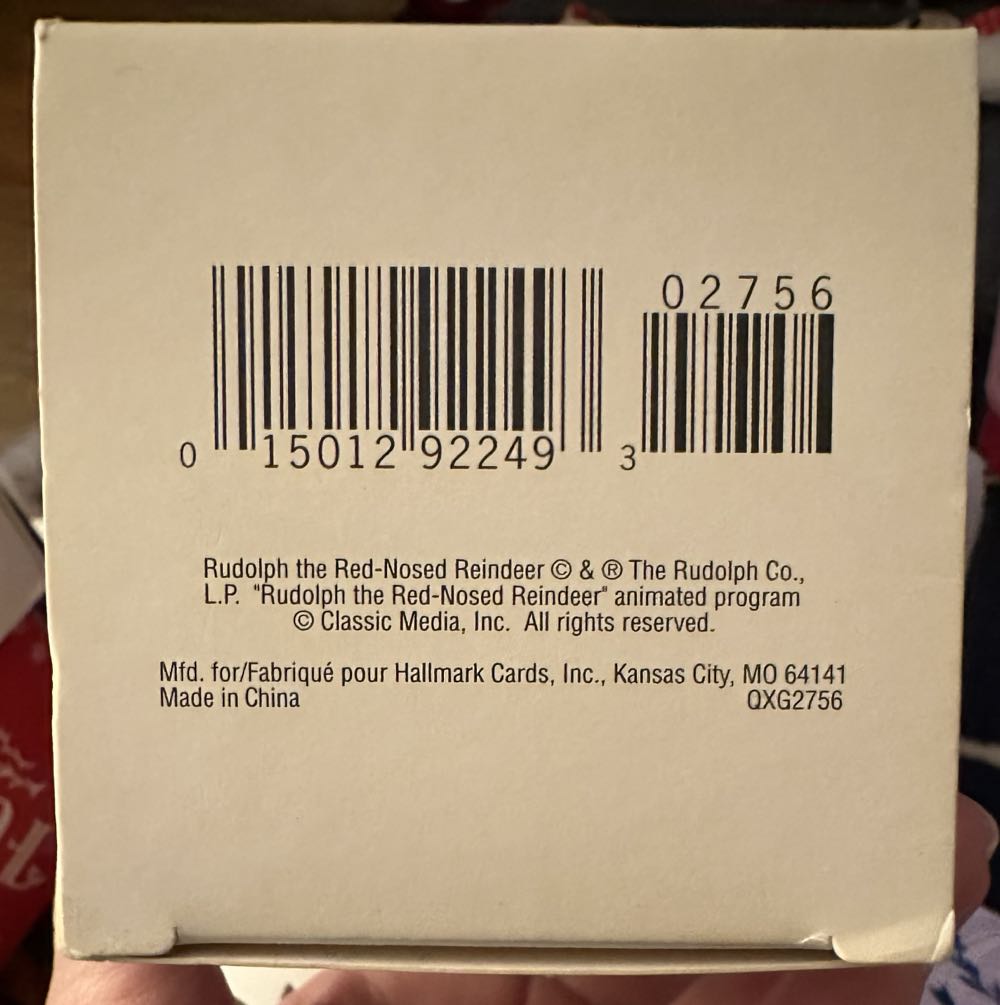 02756
0 15012 92249 3
Rudolph the Red-Nosed Reindeer © & ® The Rudolph Co.,
L.P. "Rudolph the Red-Nosed Reindeer" animated program
© Classic Media, Inc. All rights reserved.
Mfd. for/Fabriqué pour Hallmark Cards, Inc., Kansas City, MO 64141
Made in China QXG2756